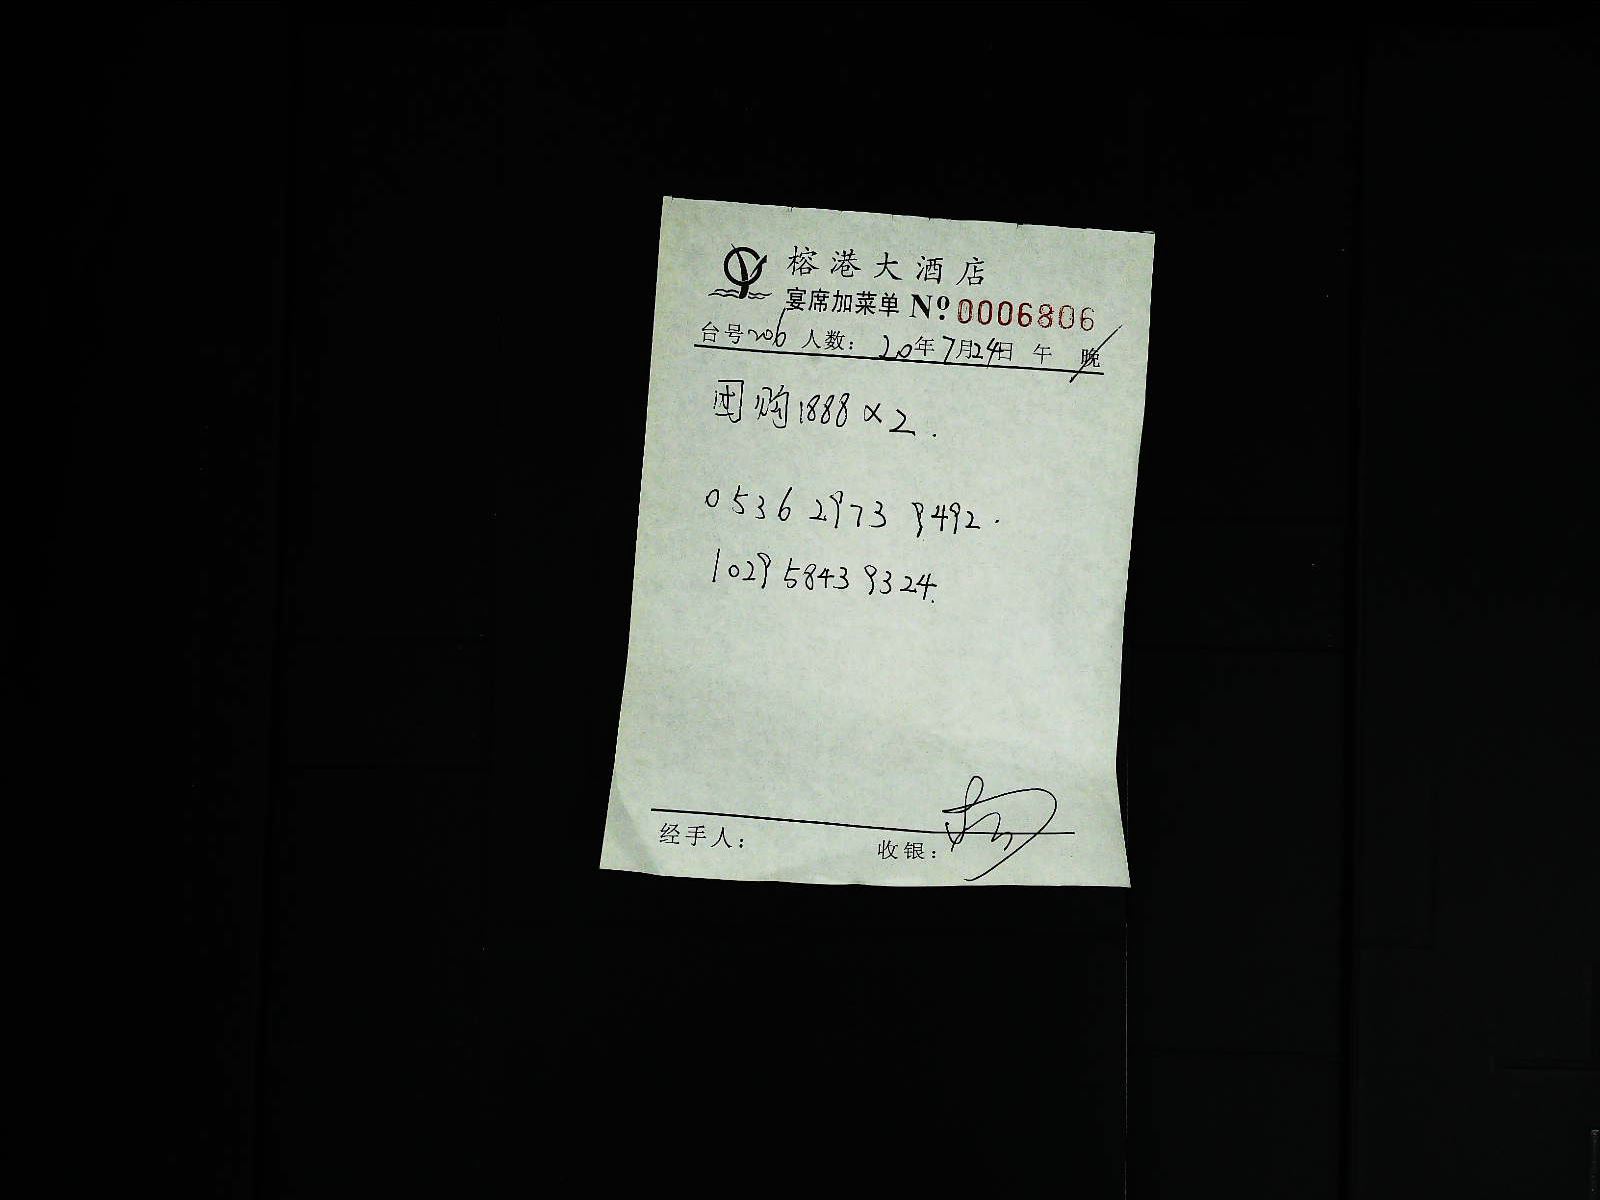 榕港大酒店
宴席加菜单 Nº 0006806
台号206 人数: 20年7月24日 午 晚
团购1888×2.
0536 2973 9492.
1029 5843 9324.
经手人: 收银: